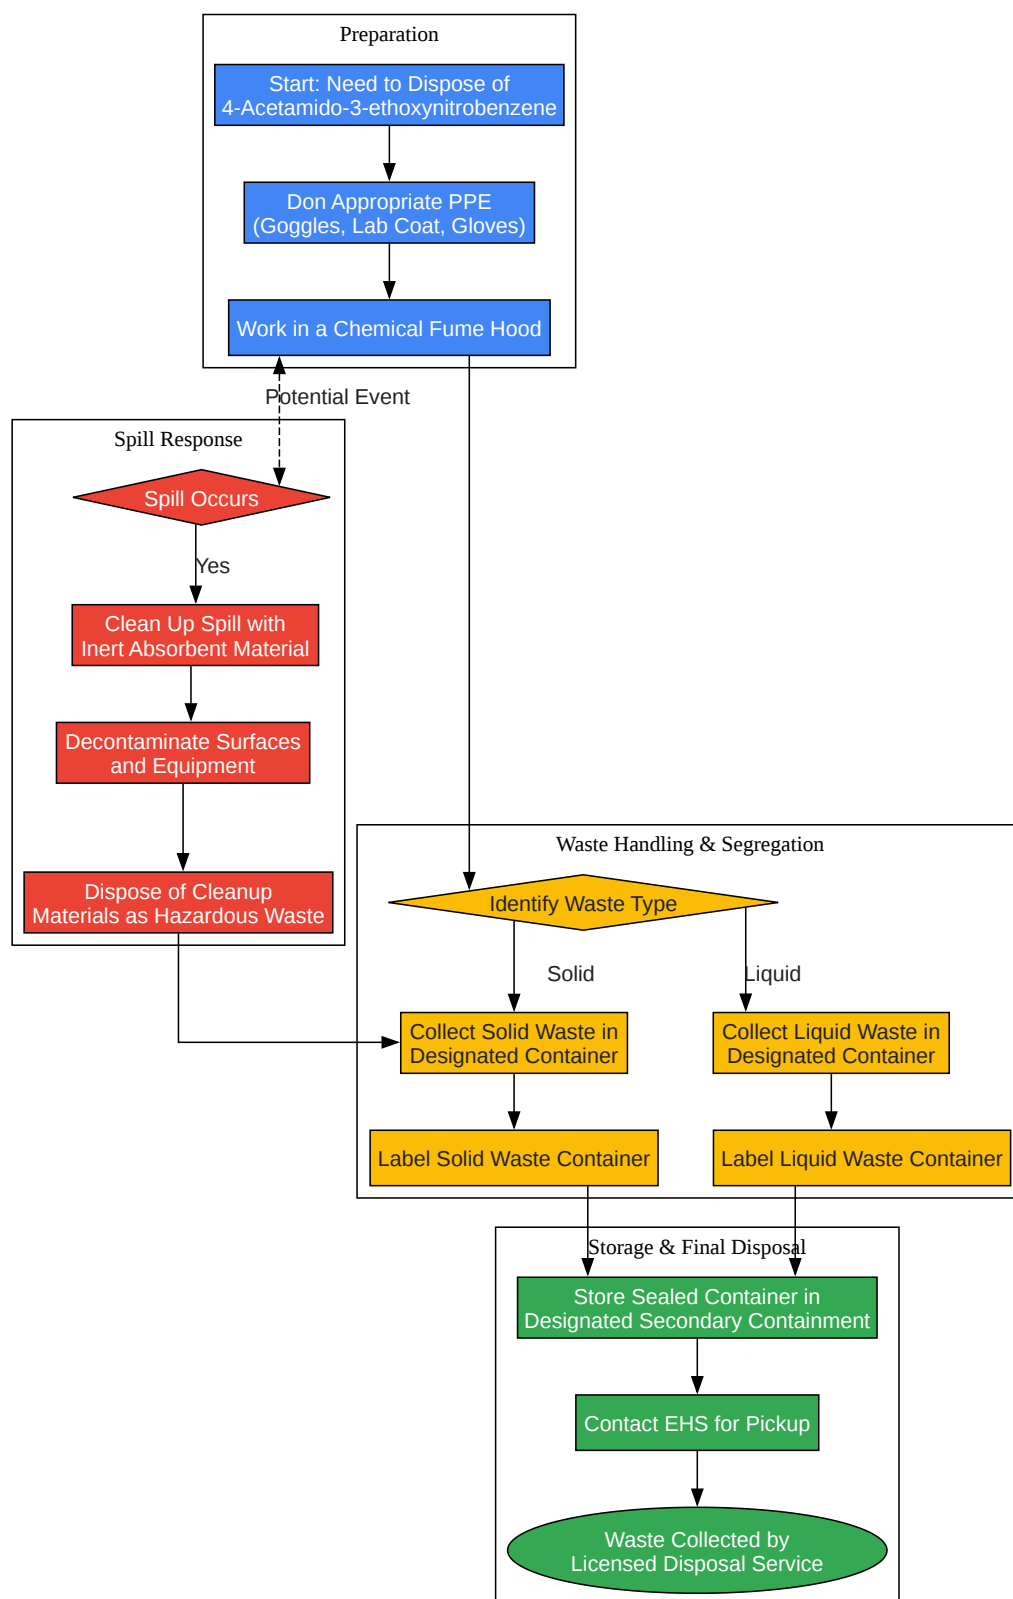 Preparation
Start: Need to Dispose of
4-Acetamido-3-ethoxynitrobenzene
Don Appropriate PPE
(Goggles, Lab Coat, Gloves)
Work in a Chemical Fume Hood
Potential Event
Spill Response
Spill Occurs
Yes
Clean Up Spill with
Inert Absorbent Material
Decontaminate Surfaces
and Equipment
Dispose of Cleanup
Materials as Hazardous Waste
Waste Handling & Segregation
Identify Waste Type
Solid
Liquid
Collect Solid Waste in
Designated Container
Collect Liquid Waste in
Designated Container
Label Solid Waste Container
Label Liquid Waste Container
Storage & Final Disposal
Store Sealed Container in
Designated Secondary Containment
Contact EHS for Pickup
Waste Collected by
Licensed Disposal Service